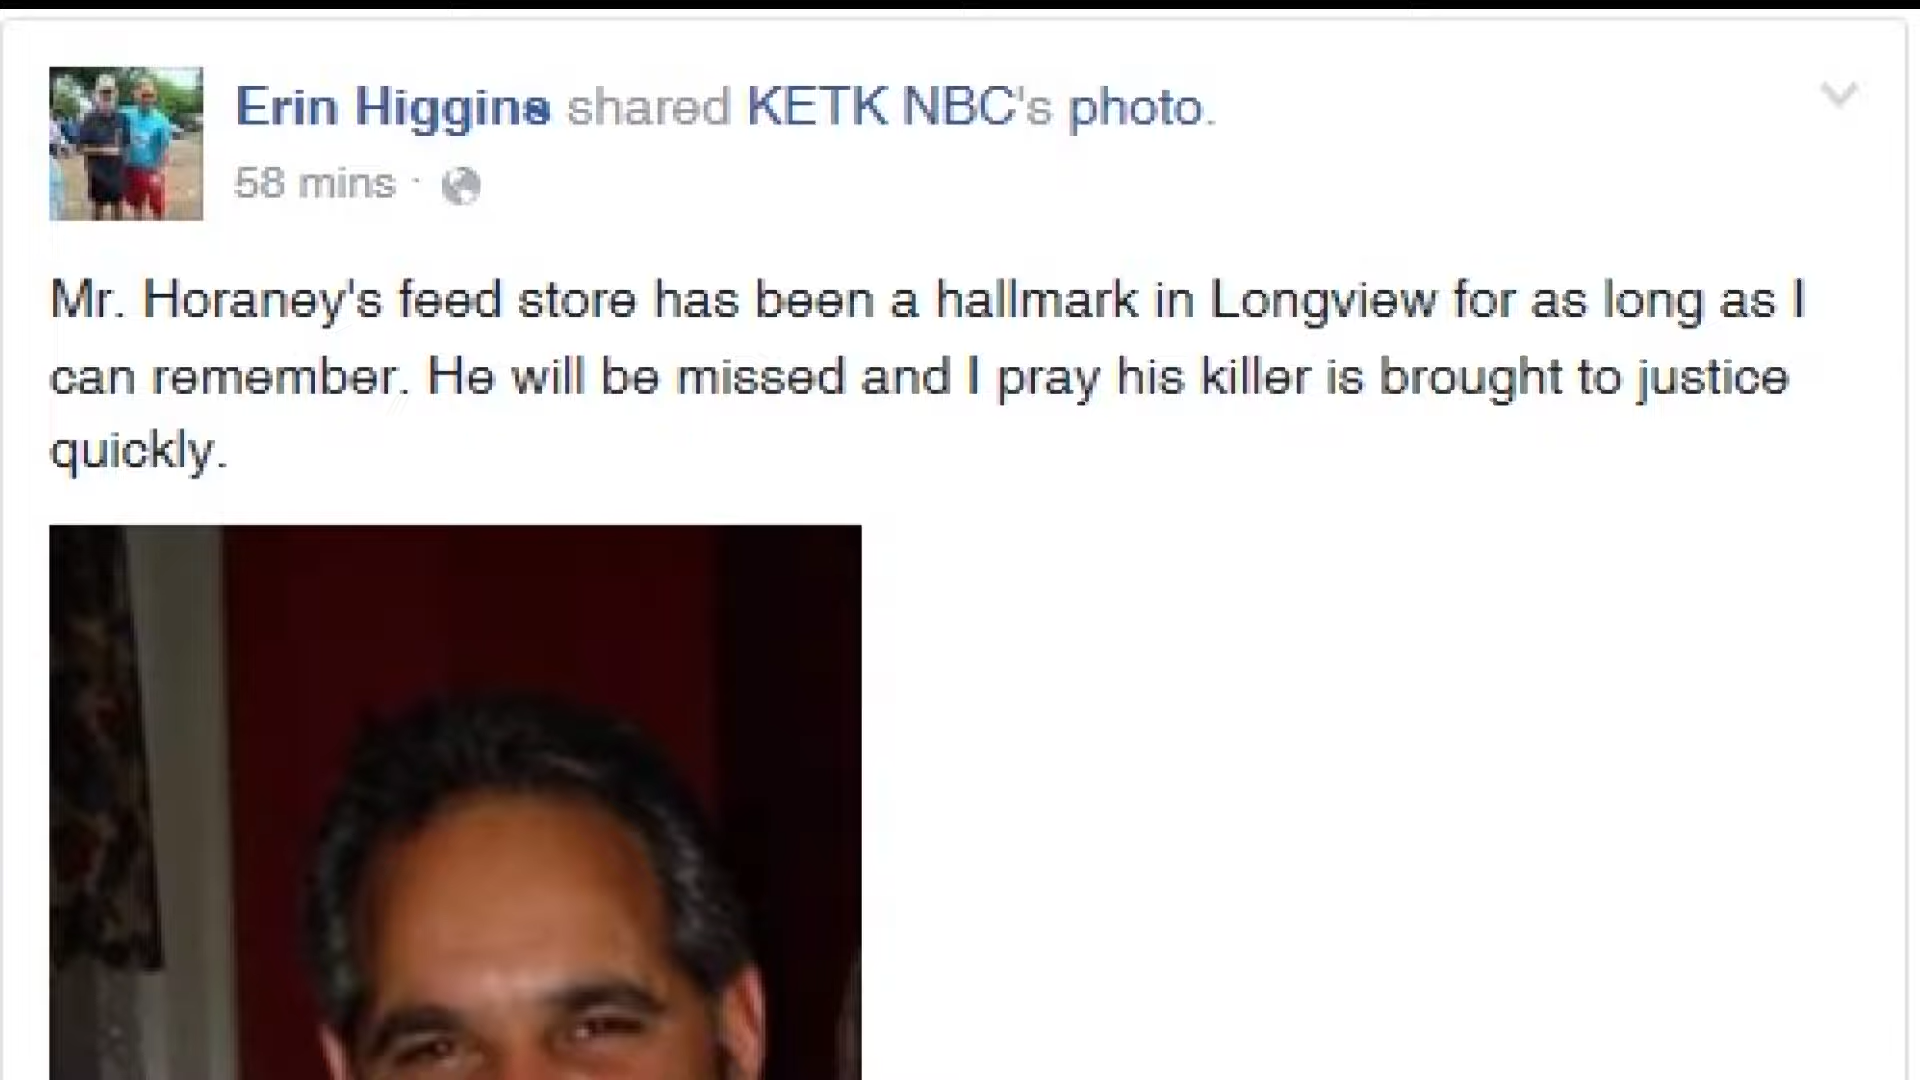 Erin Higgins shared KETK NBC's photo.
58 mins ·
Mr. Horaney's feed store has been a hallmark in Longview for as long as I
can remember. He will be missed and I pray his killer is brought to justice
quickly.